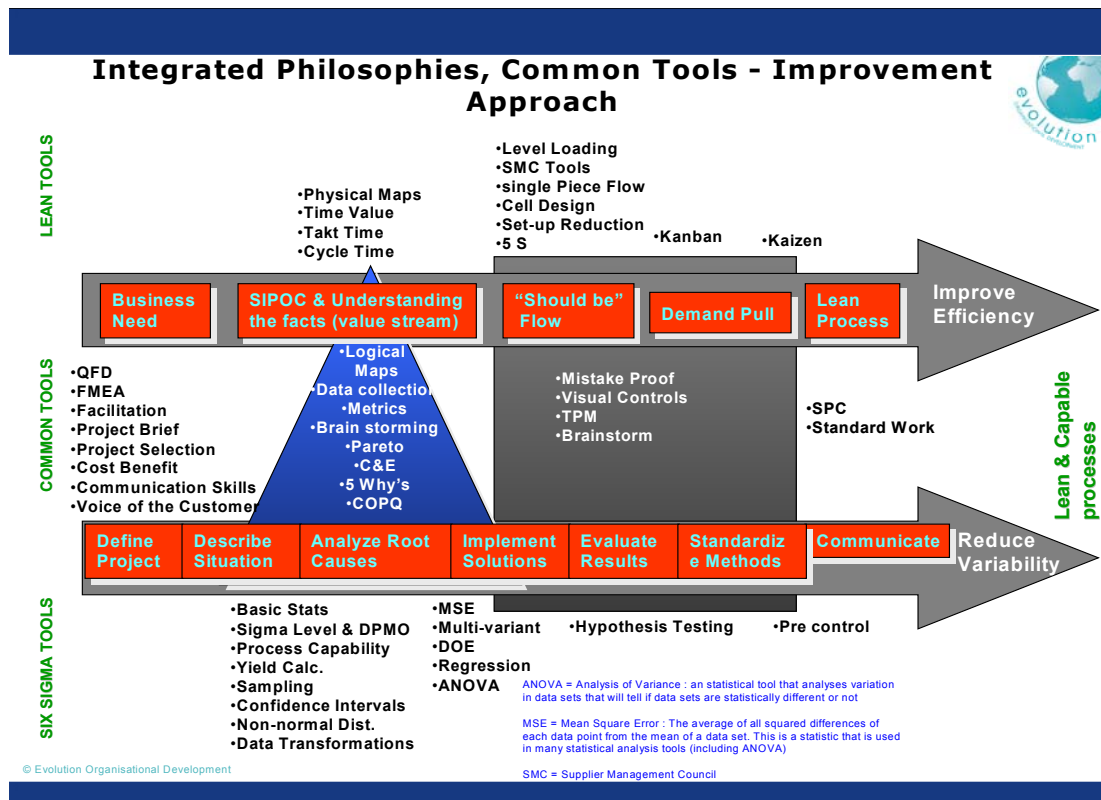 Integrated Philosophies, Common Tools - Improvement
Approach
evolution
LEAN TOOLS
•Physical Maps
•Time Value
•Takt Time
•Cycle Time
•Level Loading
•SMC Tools
•single Piece Flow
•Cell Design
•Set-up Reduction
•5 S
•Kanban
•Kaizen
Business
Need
SIPOC & Understanding
the facts (value stream)
“Should be”
Flow
Demand Pull
Lean
Process
Improve
Efficiency
COMMON TOOLS
•QFD
•FMEA
•Facilitation
•Project Brief
•Project Selection
•Cost Benefit
•Communication Skills
•Voice of the Customer
•Logical
Maps
•Data collection
•Metrics
•Brain storming
•Pareto
•C&E
•5 Why’s
•COPQ
•Mistake Proof
•Visual Controls
•TPM
•Brainstorm
•SPC
•Standard Work
Lean & Capable
processes
Define
Project
Describe
Situation
Analyze Root
Causes
Implement
Solutions
Evaluate
Results
Standardiz
e Methods
Communicate
Reduce
Variability
SIX SIGMA TOOLS
•Basic Stats
•Sigma Level & DPMO
•Process Capability
•Yield Calc.
•Sampling
•Confidence Intervals
•Non-normal Dist.
•Data Transformations
•MSE
•Multi-variant
•DOE
•Regression
•ANOVA
•Hypothesis Testing
•Pre control
ANOVA = Analysis of Variance : an statistical tool that analyses variation
in data sets that will tell if data sets are statistically different or not
MSE = Mean Square Error : The average of all squared differences of
each data point from the mean of a data set. This is a statistic that is used
in many statistical analysis tools (including ANOVA)
SMC = Supplier Management Council
© Evolution Organisational Development